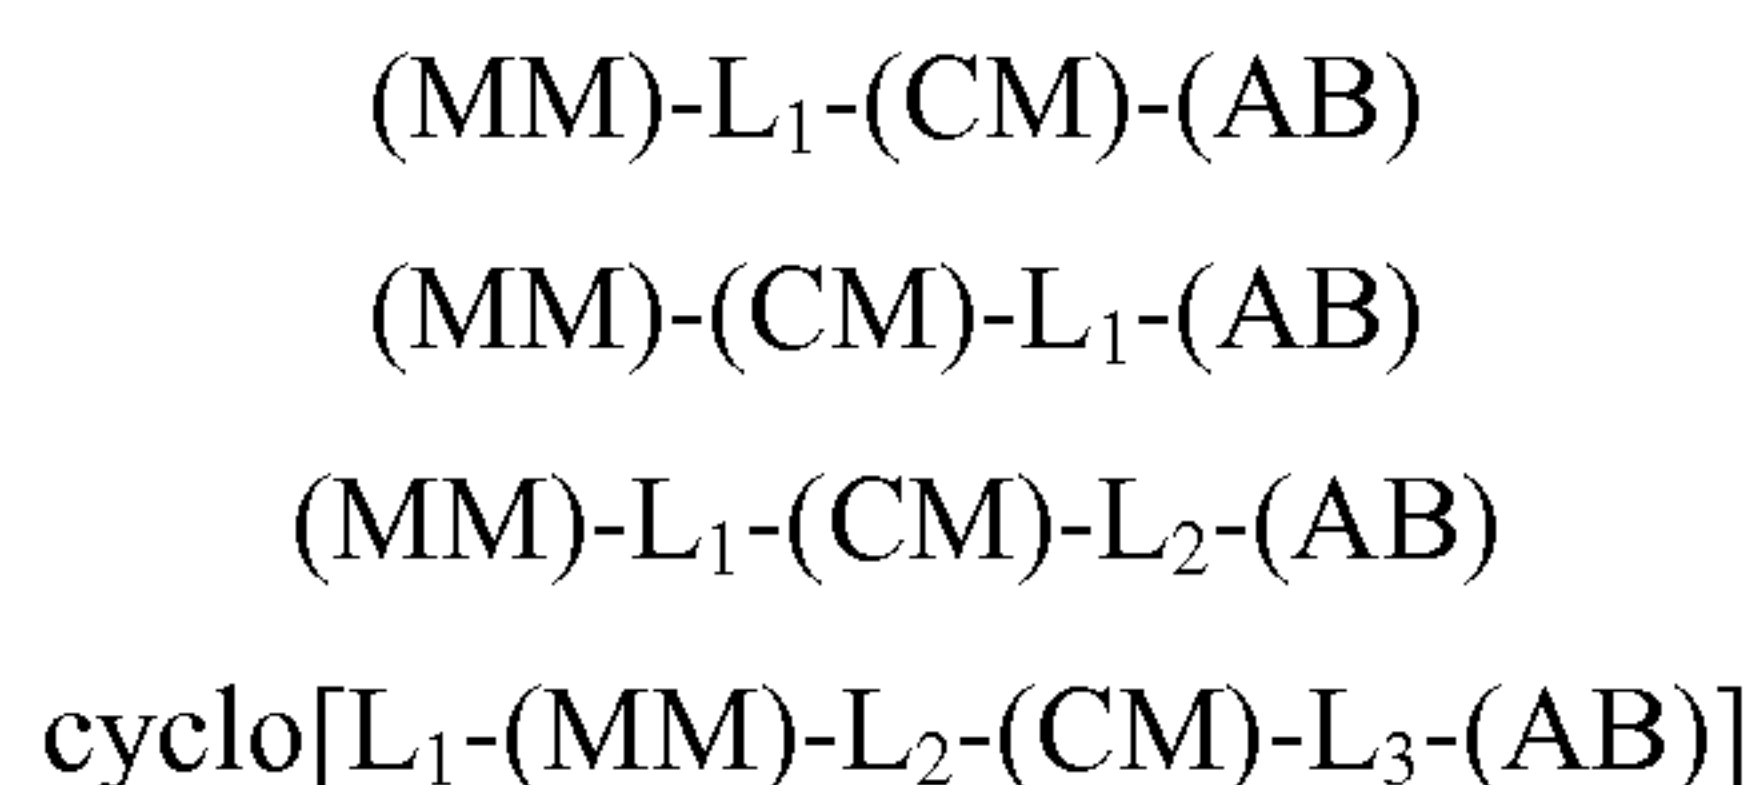 (MM)-L₁-(CM)-(AB)
(MM)-(CM)-L₁-(AB)
(MM)-L₁-(CM)-L₂-(AB)
cyclo[L₁-(MM)-L₂-(CM)-L₃-(AB)]